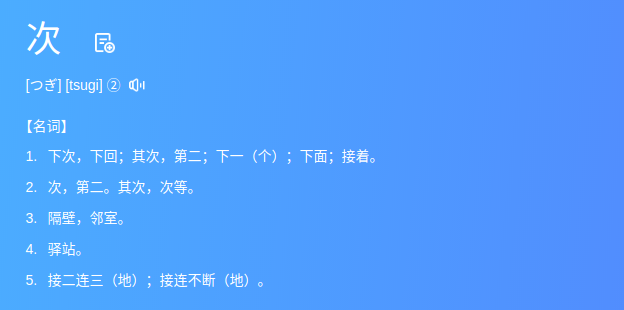 次
[つぎ] [tsugi] ②
【名词】
1. 下次，下回；其次，第二；下一（个）；下面；接着。
2. 次，第二。其次，次等。
3. 隔壁，邻室。
4. 驿站。
5. 接二连三（地）；接连不断（地）。